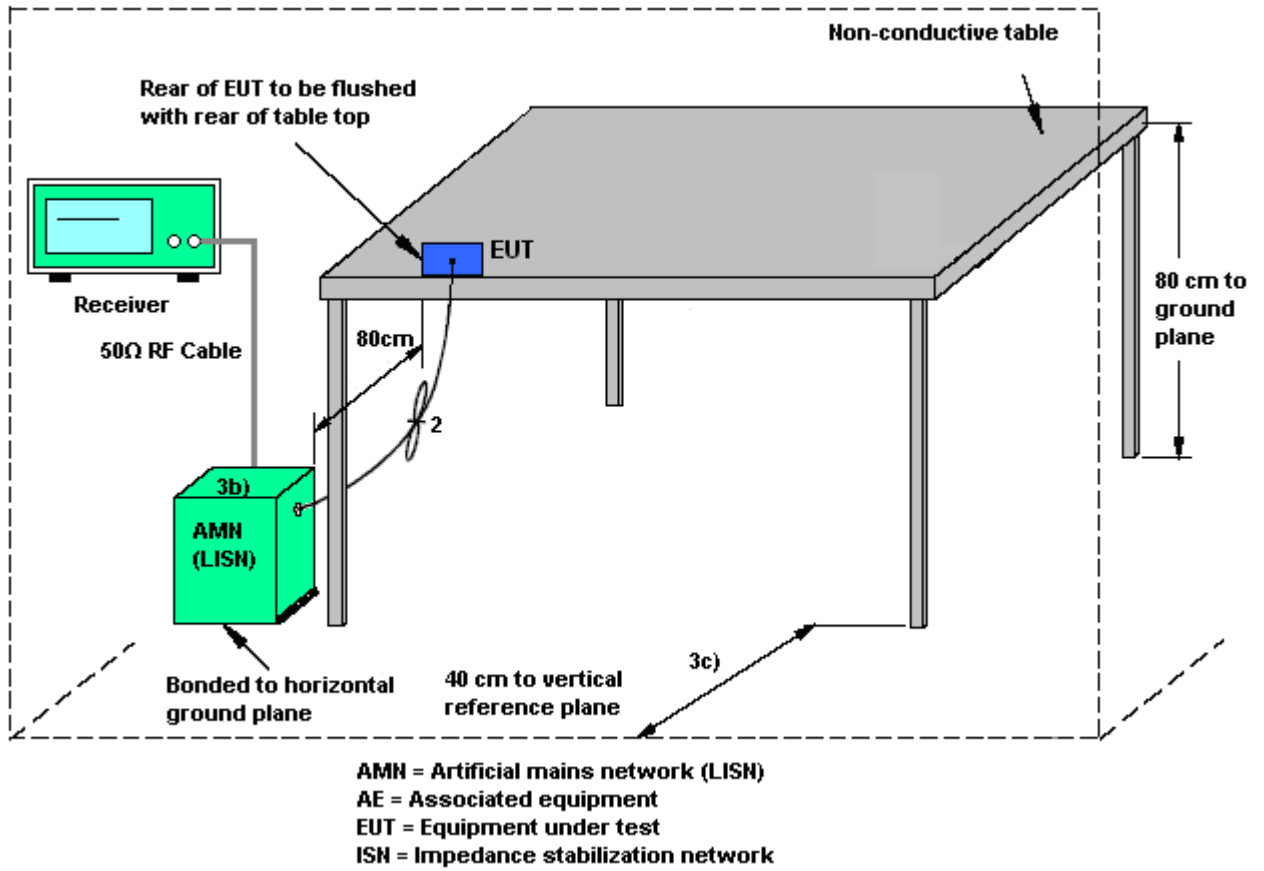 Non-conductive table
Rear of EUT to be flushed
with rear of table top
EUT
Receiver
80 cm to
ground
plane
80cm
50Ω RF Cable
2
3b)
AMN
(LISN)
3c)
Bonded to horizontal
ground plane
40 cm to vertical
reference plane
AMN = Artificial mains network (LISN)
AE = Associated equipment
EUT = Equipment under test
ISN = Impedance stabilization network